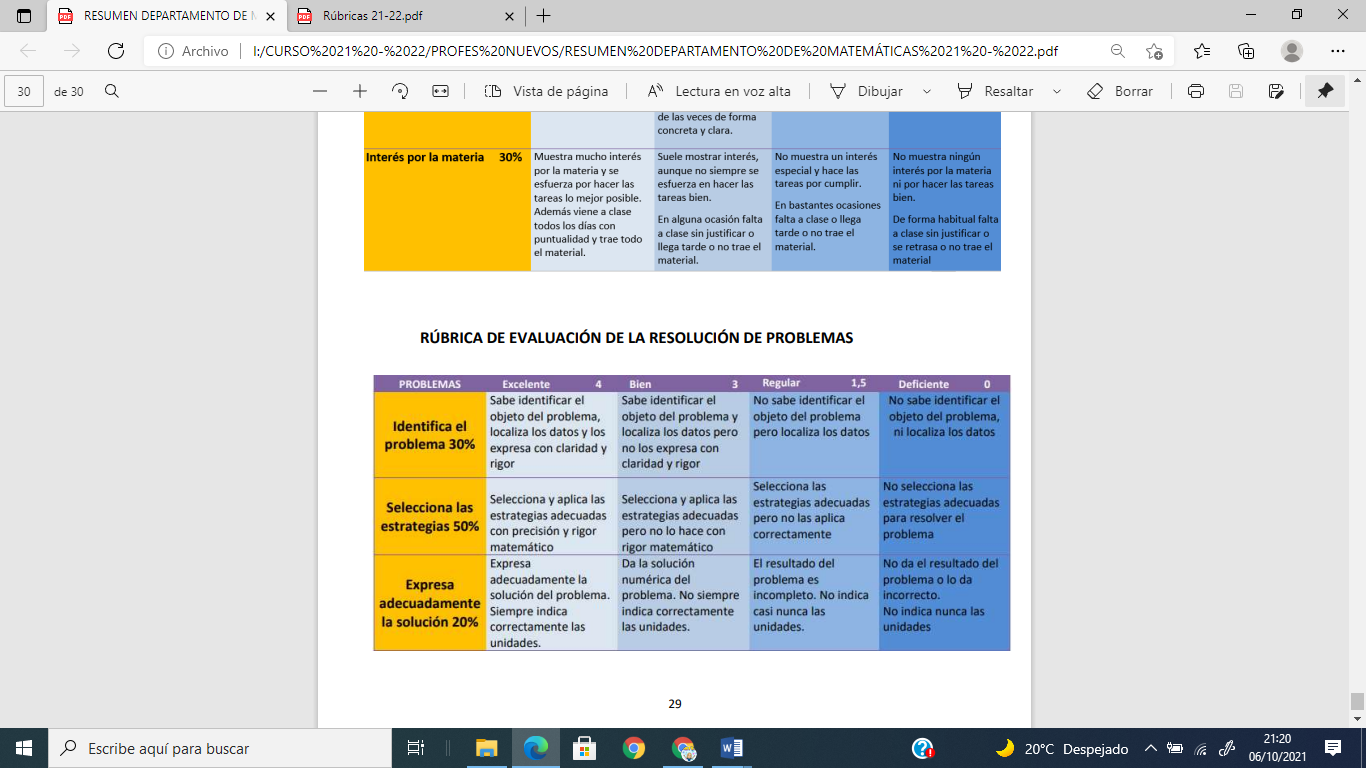 RESUMEN DEPARTAMENTO DE M
Rúbricas 21-22.pdf
Archivo
I:/CURSO%2021%20-%2022/PROFES%20NUEVOS/RESUMEN%20DEPARTAMENTO%20DE%20MATEMÁTICAS%2021%20-%2022.pdf
30
de 30
Vista de página
Lectura en voz alta
Dibujar
Resaltar
Borrar
de las veces de forma
concreta y clara.
Interés por la materia 30%
Muestra mucho interés
por la materia y se
esfuerza por hacer las
tareas lo mejor posible.
Además viene a clase
todos los días con
puntualidad y trae todo
el material.
Suele mostrar interés,
aunque no siempre se
esfuerza en hacer las
tareas bien.
En alguna ocasión falta
a clase sin justificar o
llega tarde o no trae el
material.
No muestra un interés
especial y hace las
tareas por cumplir.
En bastantes ocasiones
falta a clase o llega
tarde o no trae el
material.
No muestra ningún
interés por la materia
ni por hacer las tareas
bien.
De forma habitual falta
a clase sin justificar o
se retrasa o no trae el
material
RÚBRICA DE EVALUACIÓN DE LA RESOLUCIÓN DE PROBLEMAS
PROBLEMAS
Excelente 4
Bien 3
Regular 1,5
Deficiente 0
Identifica el
problema 30%
Sabe identificar el
objeto del problema,
localiza los datos y los
expresa con claridad y
rigor
Sabe identificar el
objeto del problema y
localiza los datos pero
no los expresa con
claridad y rigor
No sabe identificar el
objeto del problema
pero localiza los datos
No sabe identificar el
objeto del problema,
ni localiza los datos
Selecciona las
estrategias 50%
Selecciona y aplica las
estrategias adecuadas
con precisión y rigor
matemático
Selecciona y aplica las
estrategias adecuadas
pero no lo hace con
rigor matemático
Selecciona las
estrategias adecuadas
pero no las aplica
correctamente
No selecciona las
estrategias adecuadas
para resolver el
problema
Expresa
adecuadamente
la solución 20%
Expresa
adecuadamente la
solución del problema.
Siempre indica
correctamente las
unidades.
Da la solución
numérica del
problema. No siempre
indica correctamente
las unidades.
El resultado del
problema es
incompleto. No indica
casi nunca las
unidades.
No da el resultado del
problema o lo da
incorrecto.
No indica nunca las
unidades
29
Escribe aquí para buscar
20°C Despejado
21:20
06/10/2021